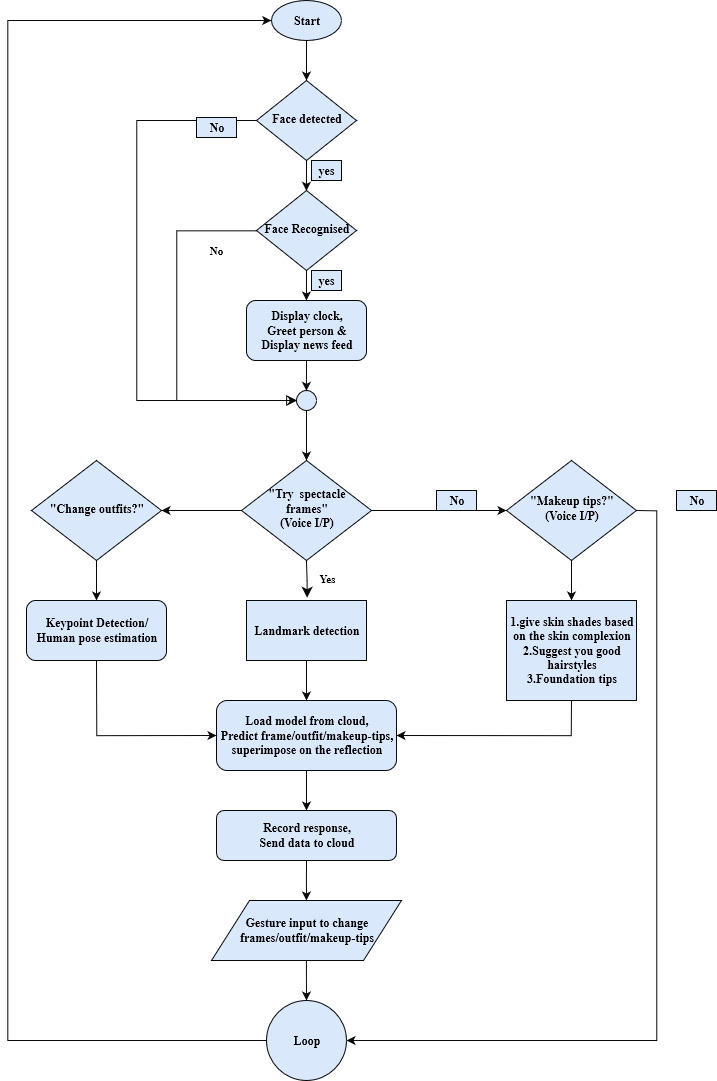 Start
Face detected
No
yes
Face Recognised
No
yes
Display clock,
Greet person &
Display news feed
"Change outfits?"
"Try spectacle
frames"
(Voice I/P)
No
"Makeup tips?"
(Voice I/P)
No
Yes
Keypoint Detection/
Human pose estimation
Landmark detection
1.give skin shades based
on the skin complexion
2.Suggest you good
hairstyles
3.Foundation tips
Load model from cloud,
Predict frame/outfit/makeup-tips,
superimpose on the reflection
Record response,
Send data to cloud
Gesture input to change
frames/outfit/makeup-tips
Loop